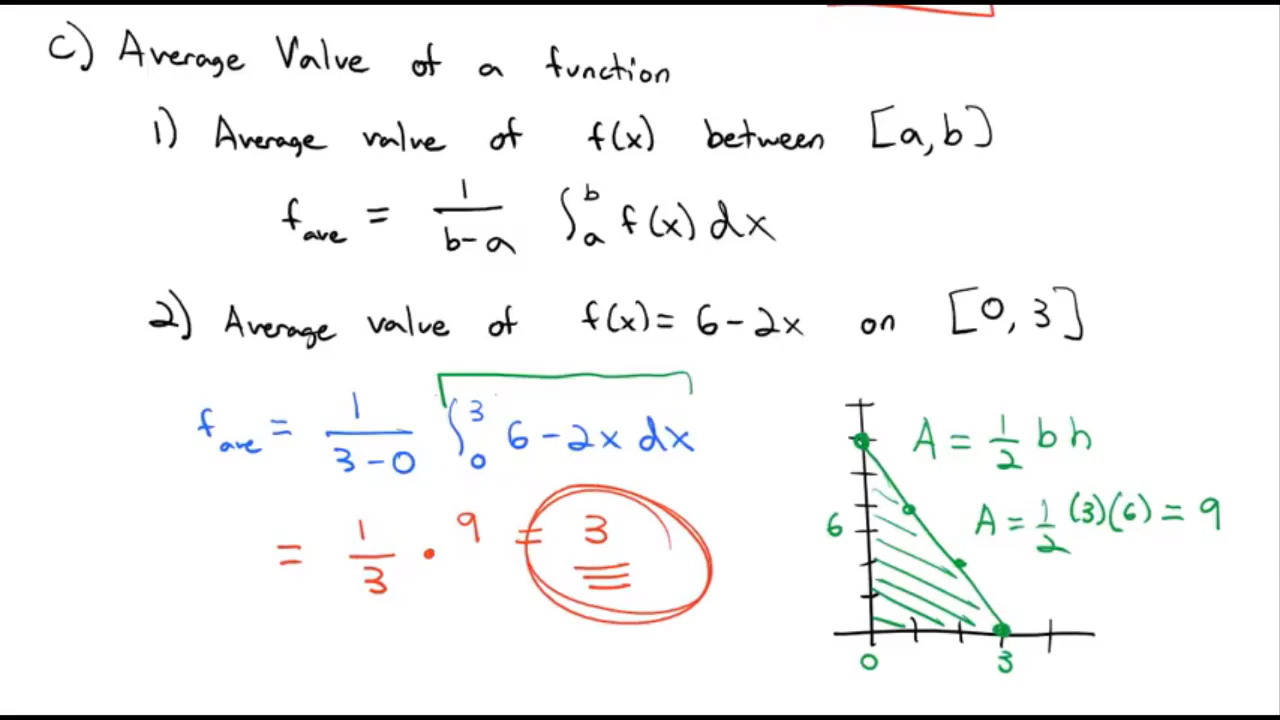 C) Average Value of a function
1) Average value of f(x) between [a,b]
f_ave = 1/(b-a) ∫_a^b f(x) dx
2) Average value of f(x) = 6 - 2x on [0, 3]
f_ave = 1/(3-0) ∫_0^3 6 - 2x dx
= 1/3 • 9 = 3
A = 1/2 b h
A = 1/2 (3)(6) = 9
6
0 3